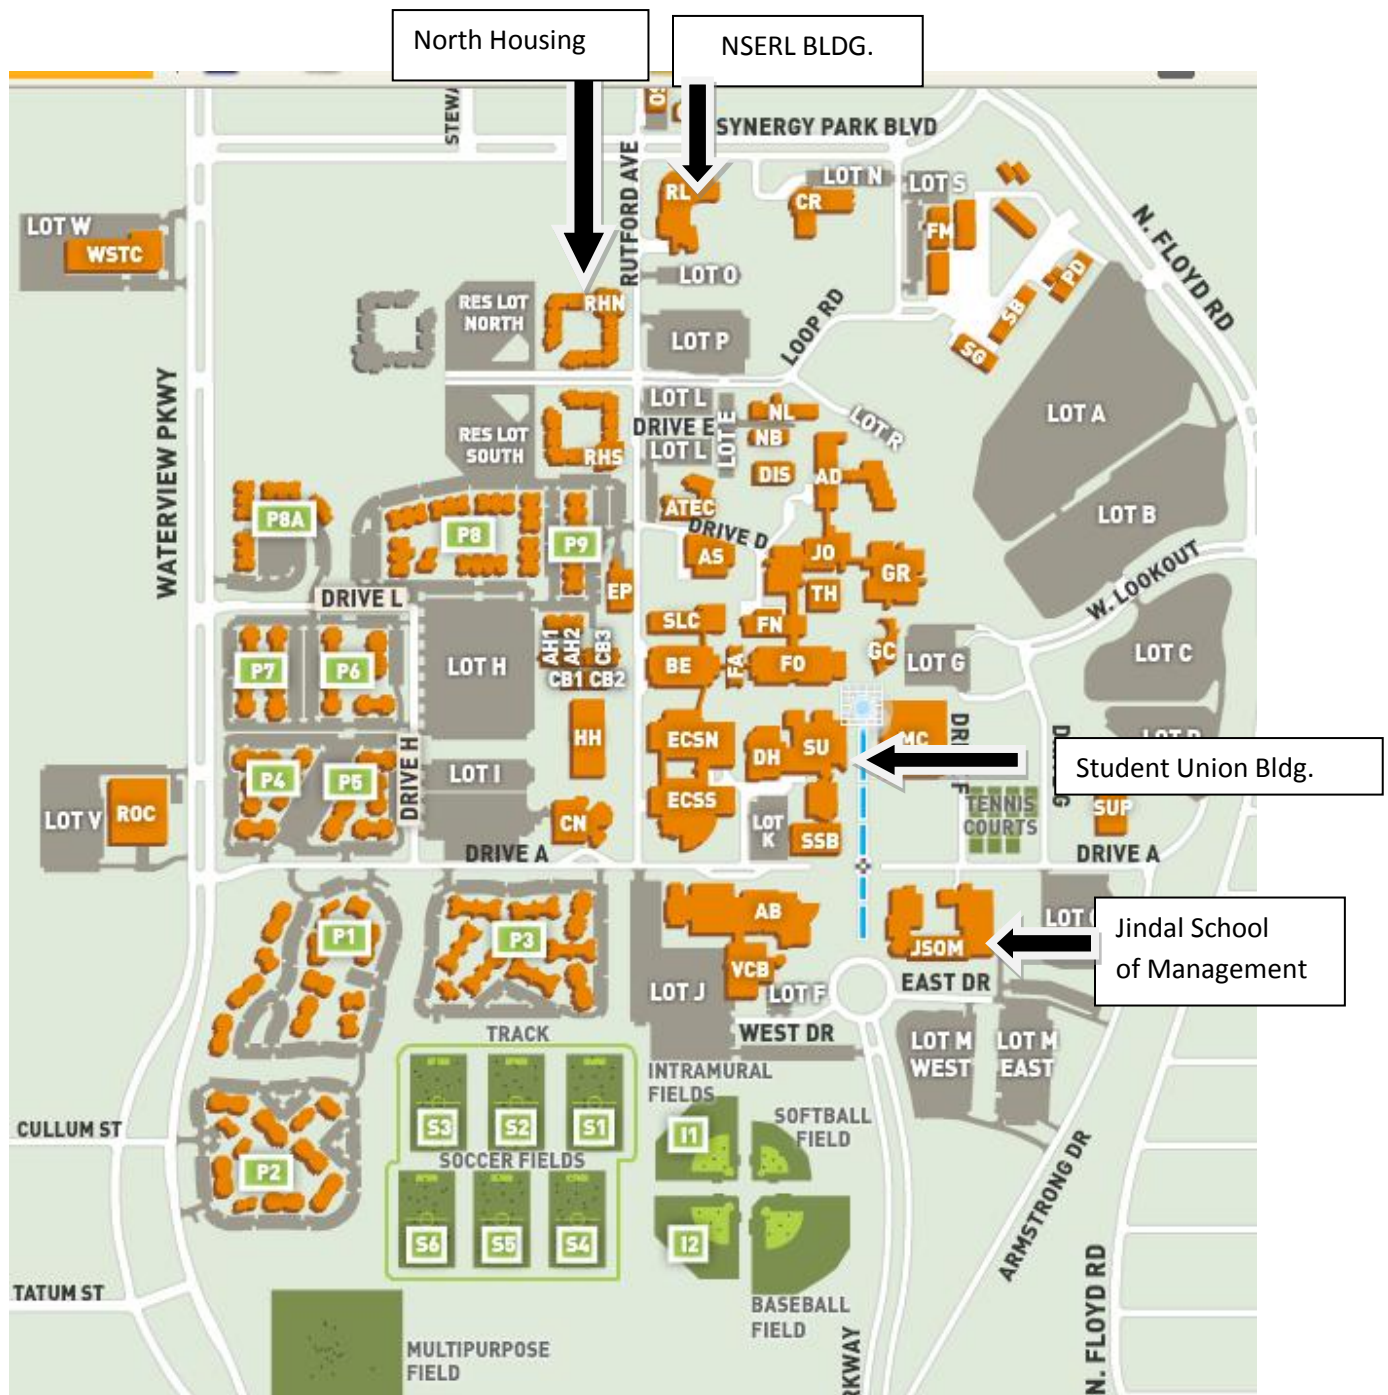 North Housing
NSERL BLDG.
SYNERGY PARK BLVD
RUTFORD AVE
RL
LOT N
LOT S
CR
FM
N. FLOYD RD
LOT W
WSTC
LOT O
PD
SB
SG
RES LOT
NORTH
RHN
LOT P
LOOP RD
WATERVIEW PKWY
LOT A
LOT L
DRIVE E
LOT L
LOT E
NL
NB
LOT R
RES LOT
SOUTH
RHS
DIS
AD
LOT B
P8A
P8
P9
ATEC
DRIVE D
AS
JO
GR
TH
EP
W. LOOKOUT
DRIVE L
SLC
FN
P7
P6
LOT H
AH1
AH2
CB3
CB1
CB2
BE
FA
FO
GC
LOT G
LOT C
HH
ECSN
DH
SU
MC
Student Union Bldg.
P4
P5
DRIVE H
LOT I
ECSS
LOT
K
SSB
TENNIS
COURTS
SUP
LOT V
ROC
CN
DRIVE A
DRIVE A
P1
P3
AB
VCB
JSOM
Jindal School
of Management
LOT J
LOT F
EAST DR
WEST DR
LOT M
WEST
LOT M
EAST
TRACK
INTRAMURAL
FIELDS
SOFTBALL
FIELD
CULLUM ST
P2
S3
S2
S1
I1
SOCCER FIELDS
S6
S5
S4
I2
ARMSTRONG DR
N. FLOYD RD
TATUM ST
BASEBALL
FIELD
MULTIPURPOSE
FIELD